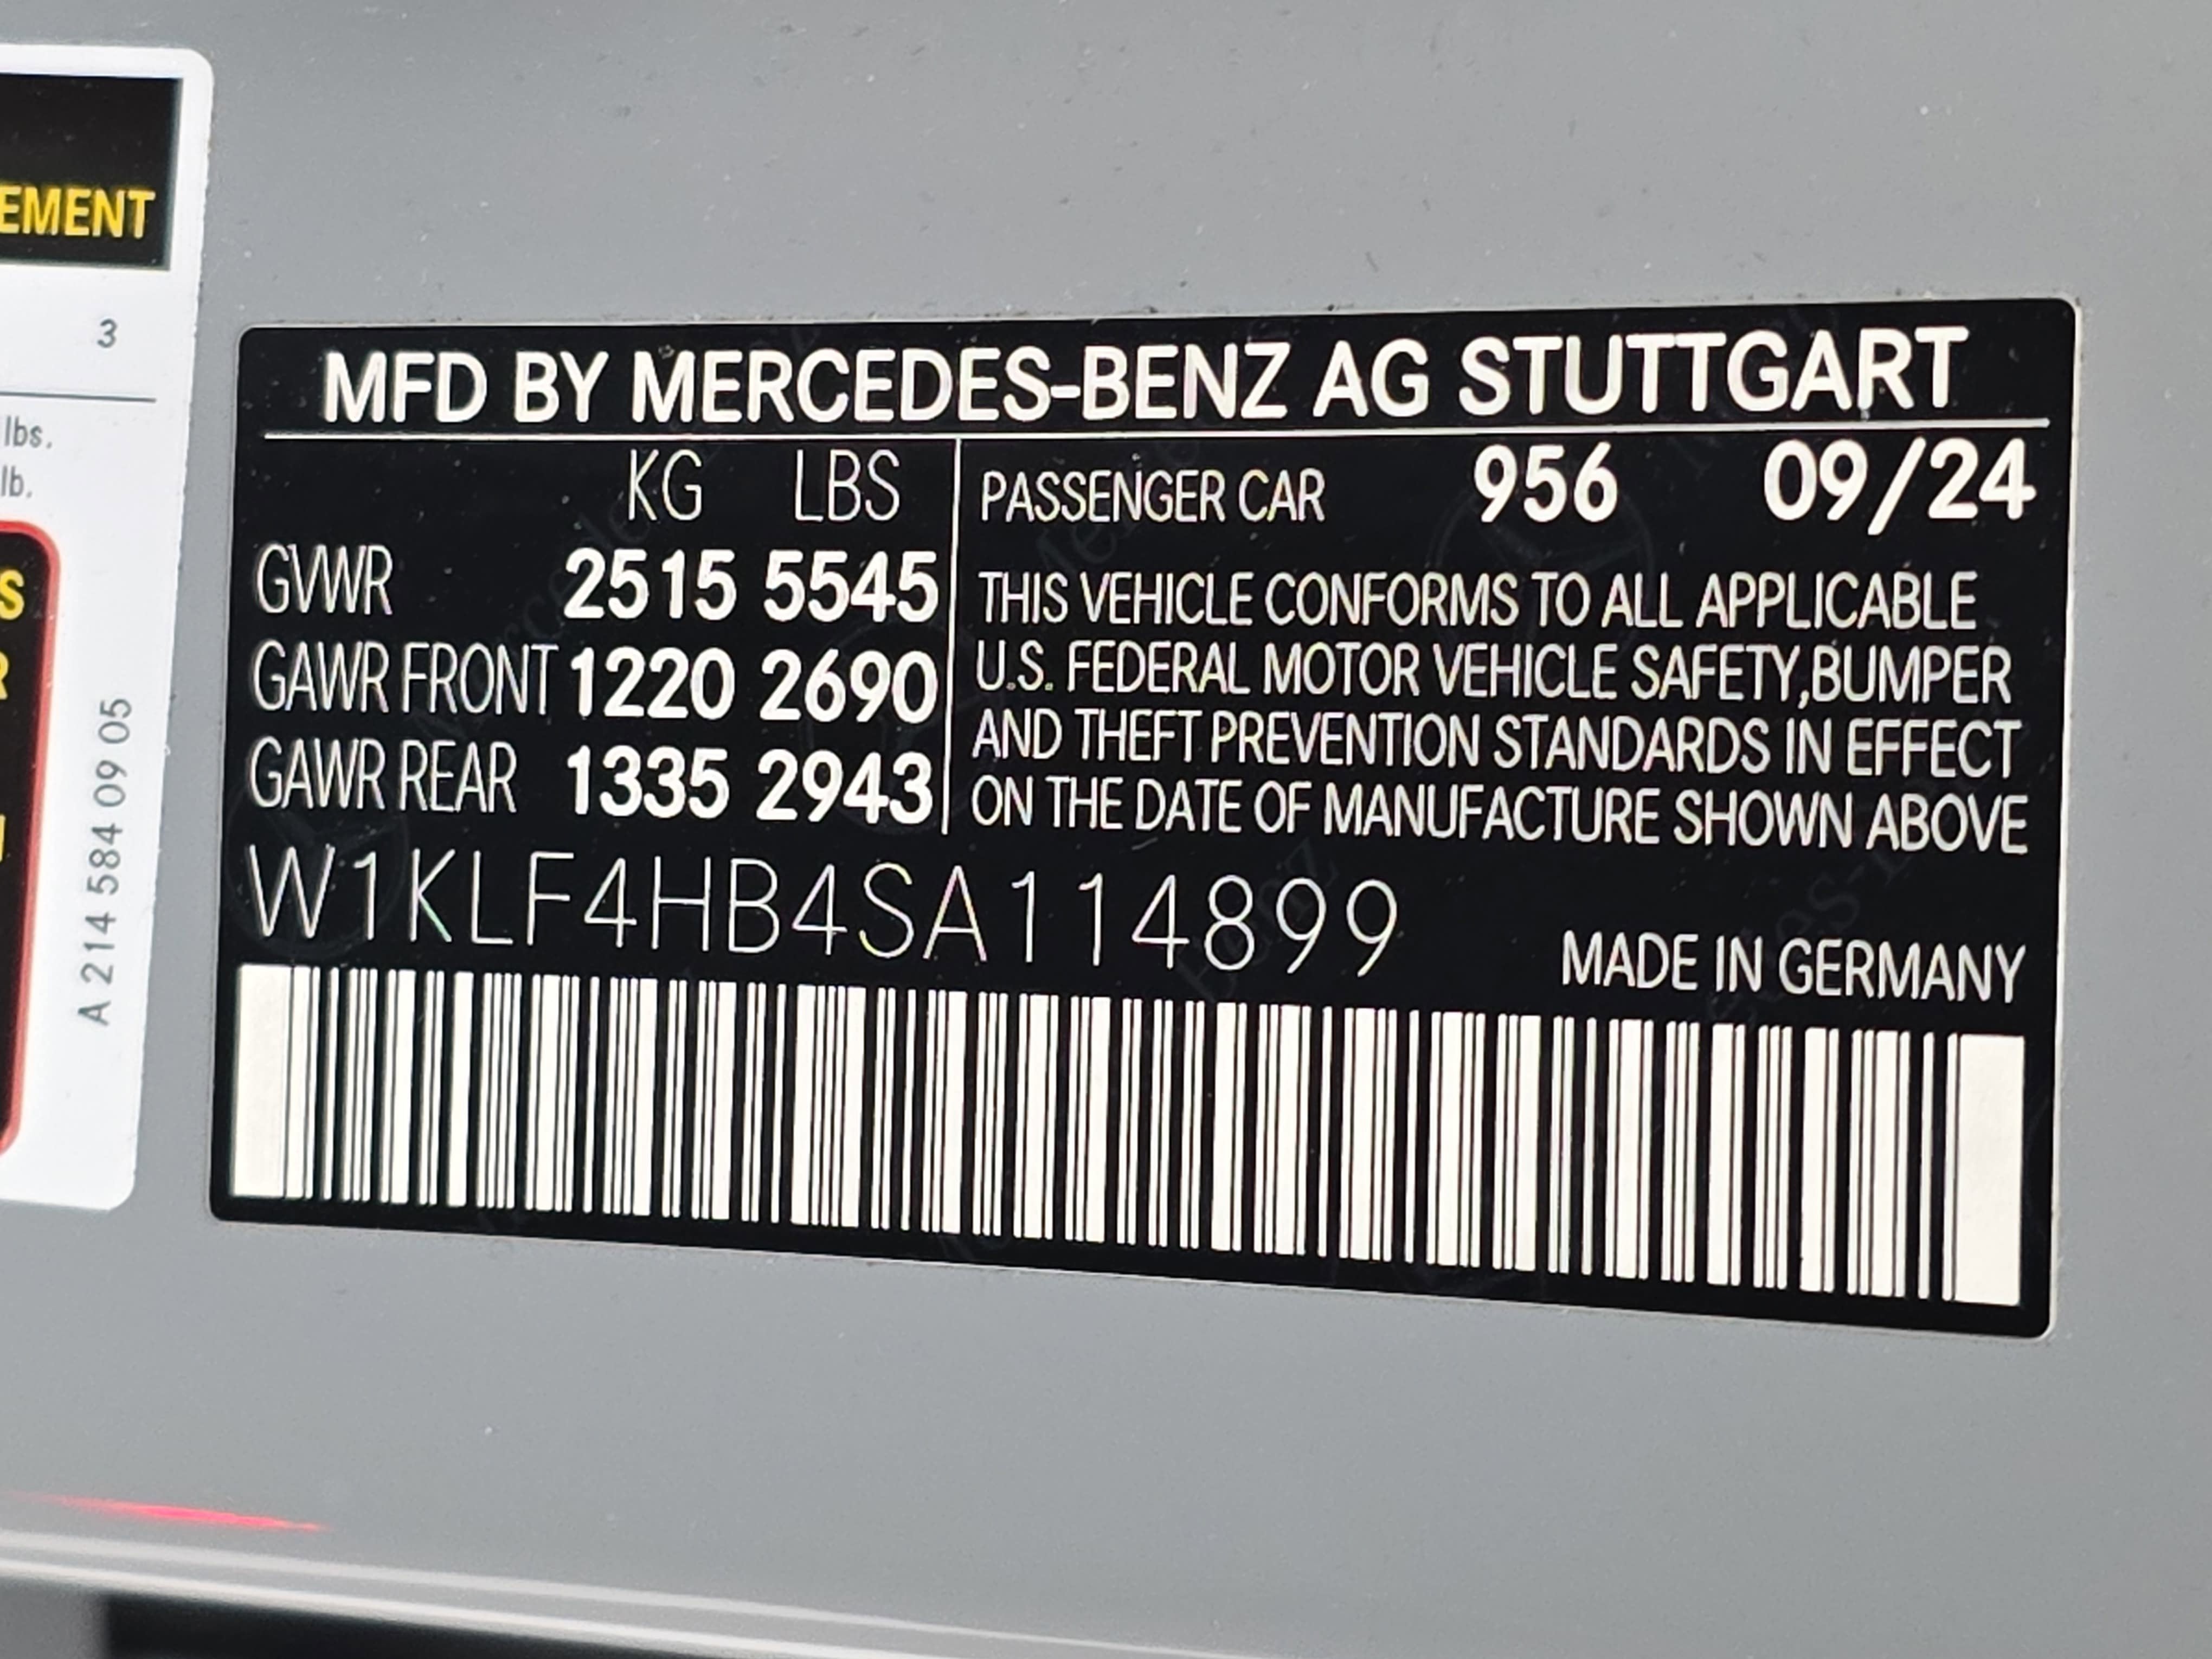 EMENT
3
lbs.
lb.
S
R
A 214 584 09 05
MFD BY MERCEDES-BENZ AG STUTTGART
KG LBS
GVWR 2515 5545
GAWR FRONT 1220 2690
GAWR REAR 1335 2943
PASSENGER CAR 956 09/24
THIS VEHICLE CONFORMS TO ALL APPLICABLE
U.S. FEDERAL MOTOR VEHICLE SAFETY,BUMPER
AND THEFT PREVENTION STANDARDS IN EFFECT
ON THE DATE OF MANUFACTURE SHOWN ABOVE
W1KLF4HB4SA114899
MADE IN GERMANY